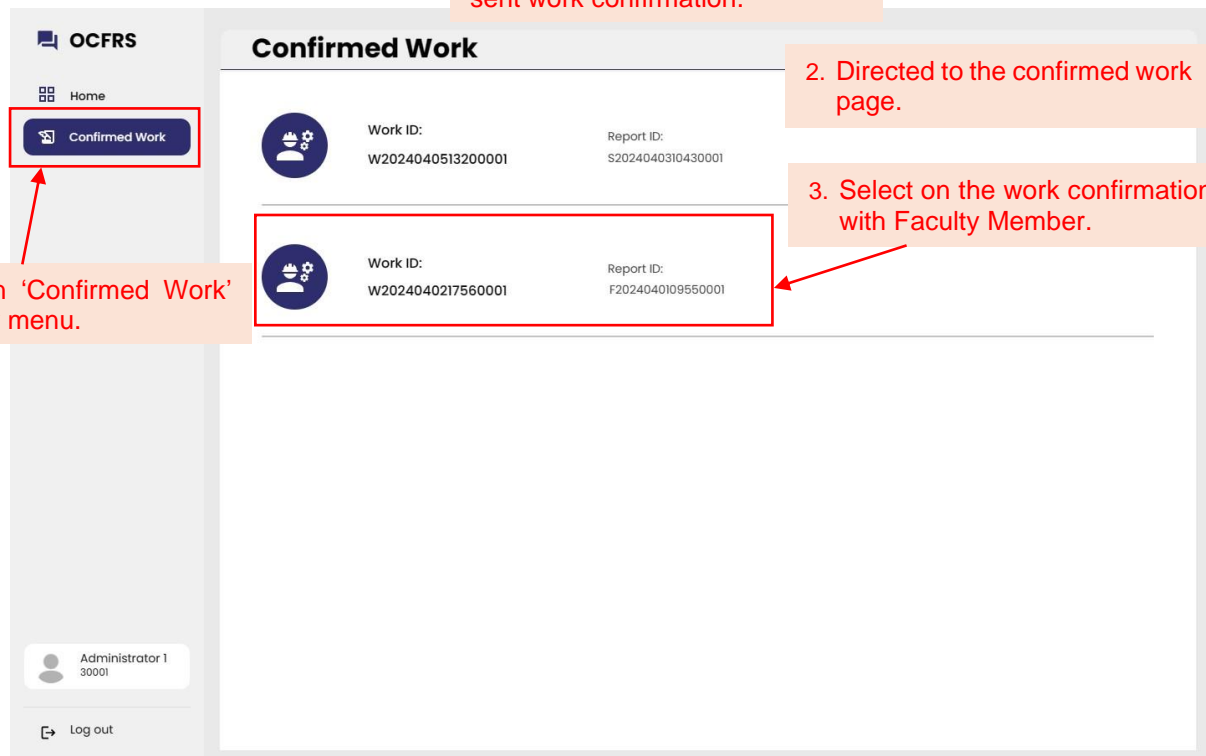 sent work confirmation.
OCFRS
Confirmed Work
2. Directed to the confirmed work
page.
Home
Confirmed Work
Work ID:
Report ID:
W2024040513200001
S2024040310430001
3. Select on the work confirmation
with Faculty Member.
Work ID:
Report ID:
W2024040217560001
F2024040109550001
‘Confirmed Work’
menu.
Administrator 1
30001
Log out